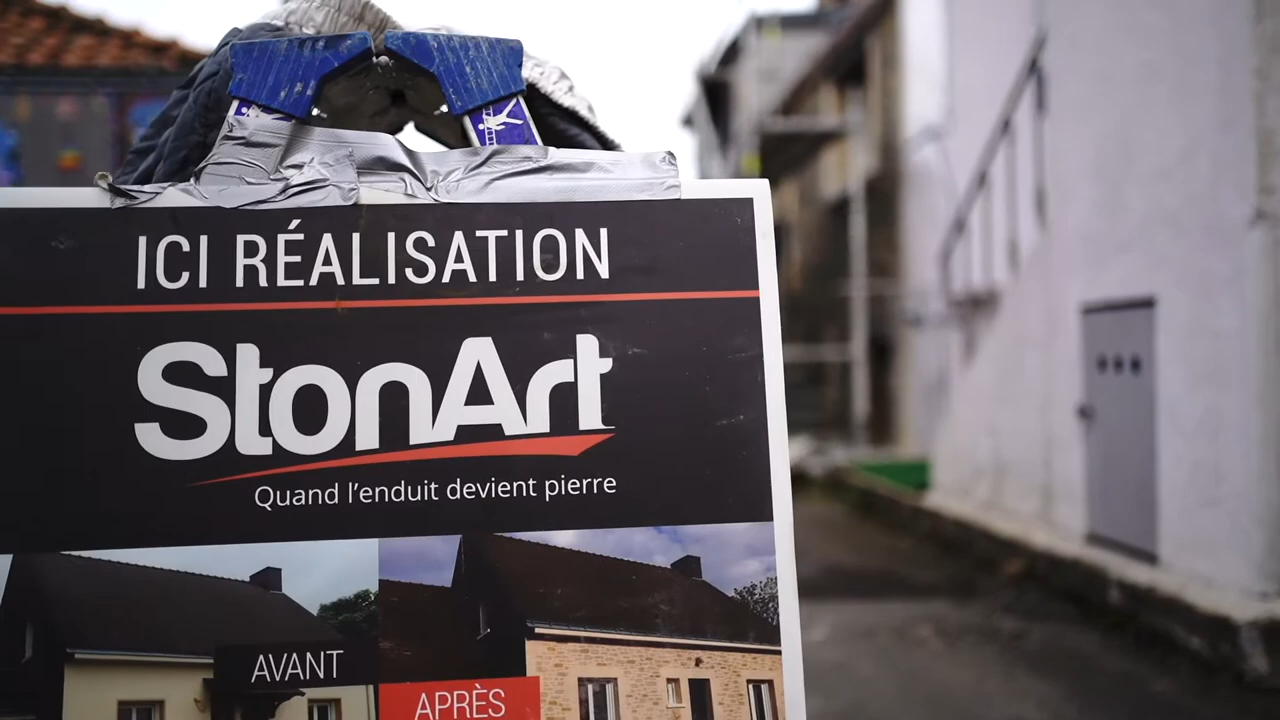 ICI RÉALISATION
StonArt
Quand l'enduit devient pierre
AVANT
APRÈS